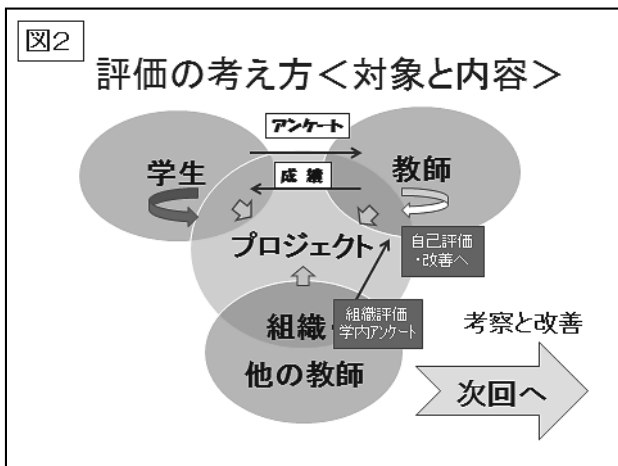 図2
評価の考え方＜対象と内容＞
アンケート
学生
成績
教師
プロジェクト
自己評価
・改善へ
組織評価
学内アンケート
組織・
他の教師
考察と改善
次回へ